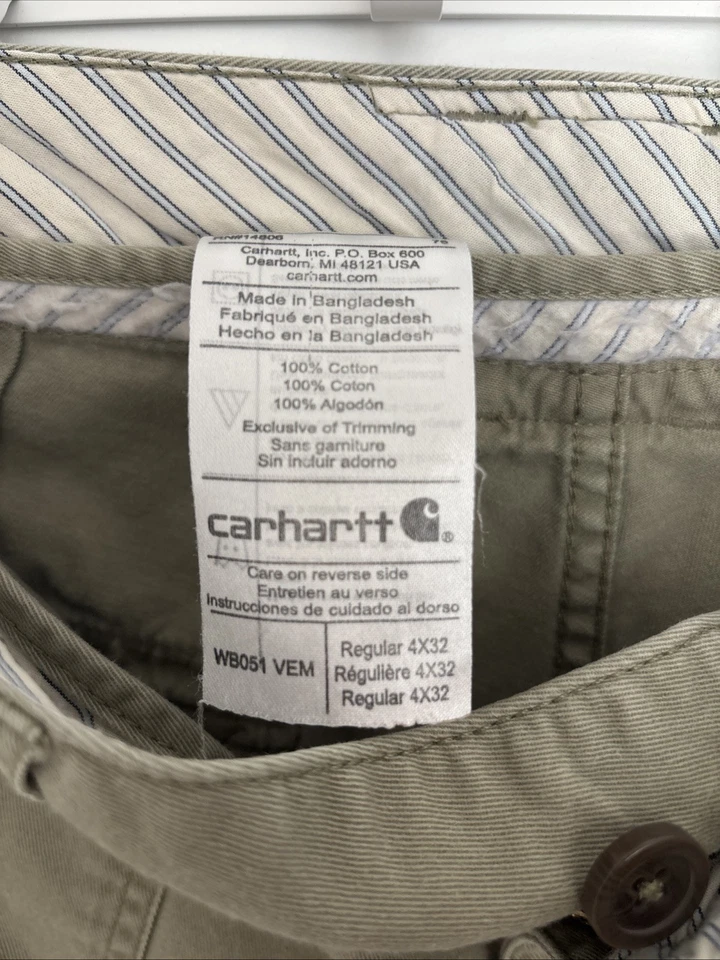 RN#14806
Carhartt, Inc. P.O. Box 600
Dearborn, MI 48121 USA
carhartt.com
Made in Bangladesh
Fabriqué en Bangladesh
Hecho en la Bangladesh
100% Cotton
100% Coton
100% Algodón
Exclusive of Trimming
Sans garniture
Sin incluir adorno
carhartt ®
Care on reverse side
Entretien au verso
Instrucciones de cuidado al dorso
WB051 VEM
Regular 4X32
Régulière 4X32
Regular 4X32